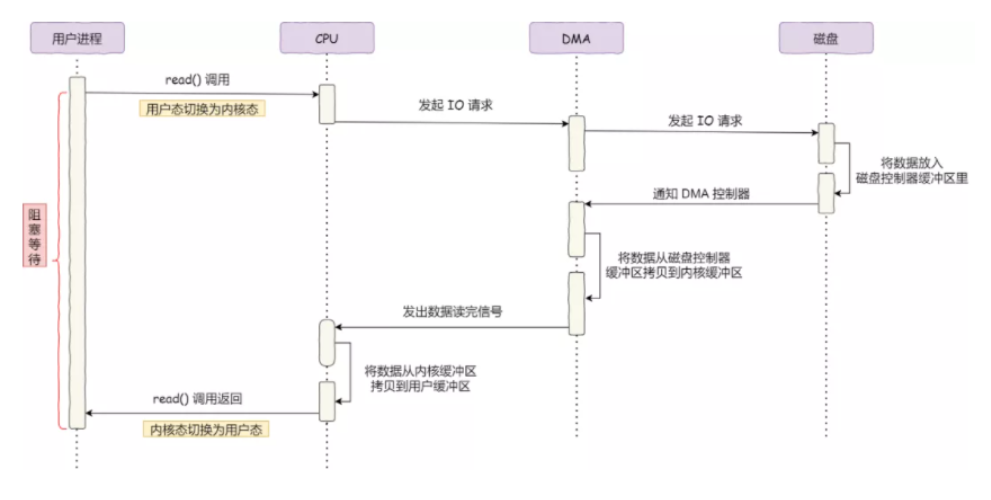 用户进程
CPU
DMA
磁盘
read() 调用
用户态切换为内核态
发起 IO 请求
发起 IO 请求
将数据放入
磁盘控制器缓冲区里
通知 DMA 控制器
阻
塞
等
待
将数据从磁盘控制器
缓冲区拷贝到内核缓冲区
发出数据读完信号
将数据从内核缓冲区
拷贝到用户缓冲区
read() 调用返回
内核态切换为用户态